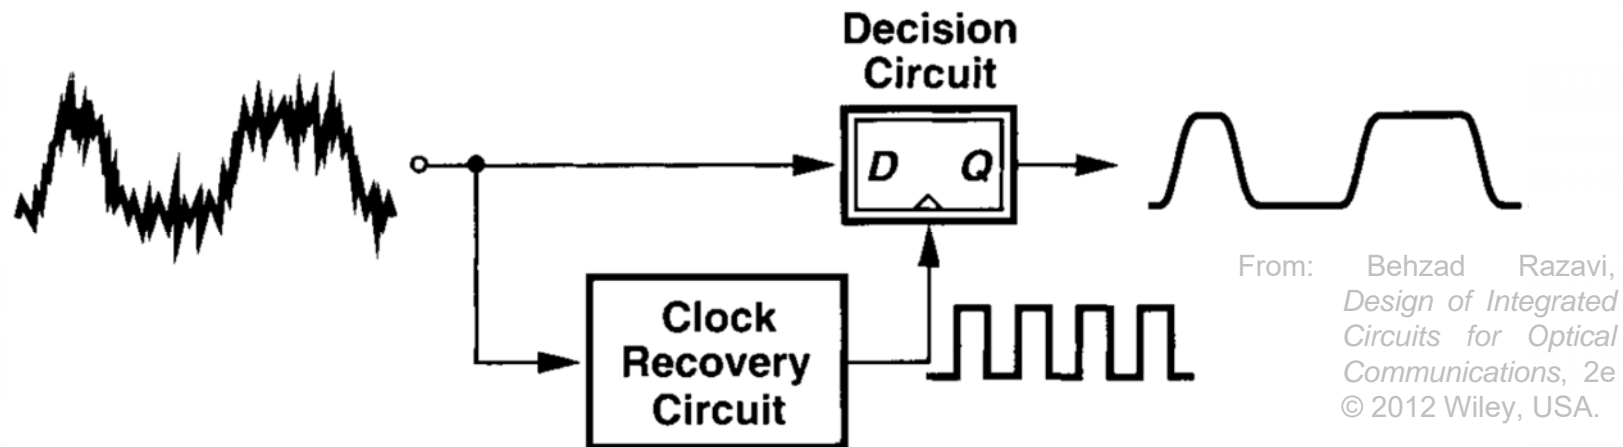 Decision
Circuit
D Q
Clock
Recovery
Circuit
From: Behzad Razavi,
Design of Integrated
Circuits for Optical
Communications, 2e
© 2012 Wiley, USA.